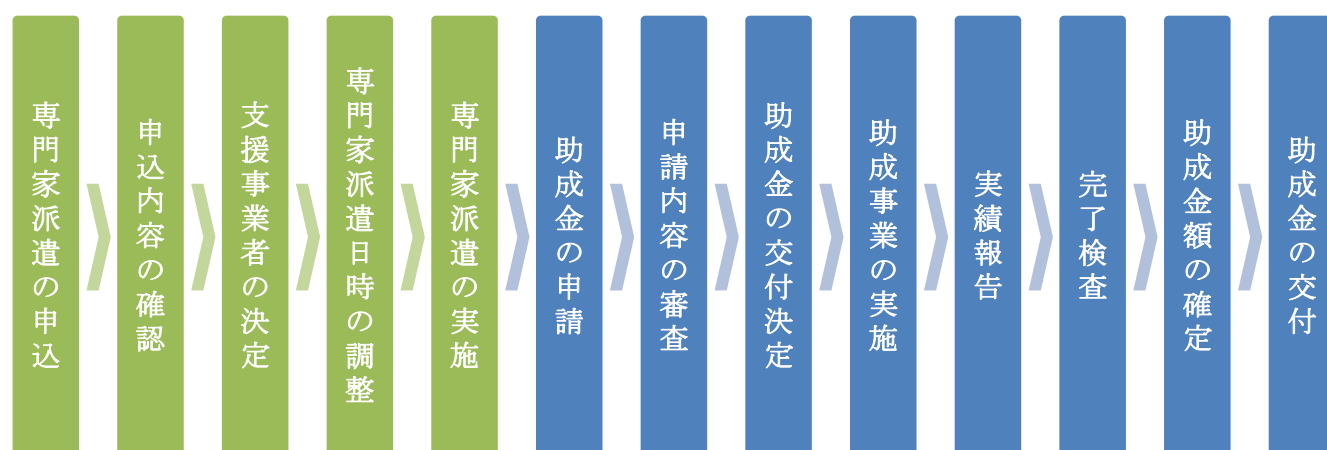 専門家派遣の申込
申込内容の確認
支援事業者の決定
専門家派遣日時の調整
専門家派遣の実施
助成金の申請
申請内容の審査
助成金の交付決定
助成事業の実施
実績報告
完了検査
助成金額の確定
助成金の交付